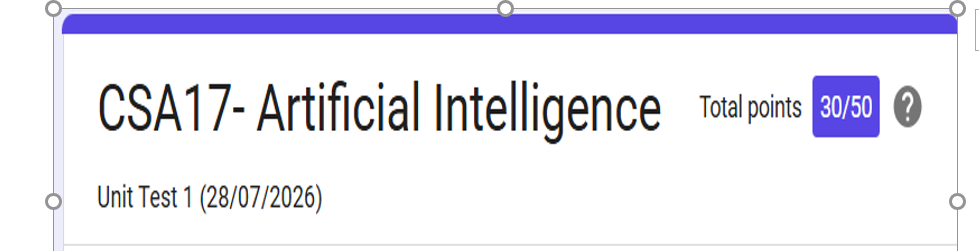 CSA17- Artificial Intelligence
Total points 30/50 ?
Unit Test 1 (28/07/2026)